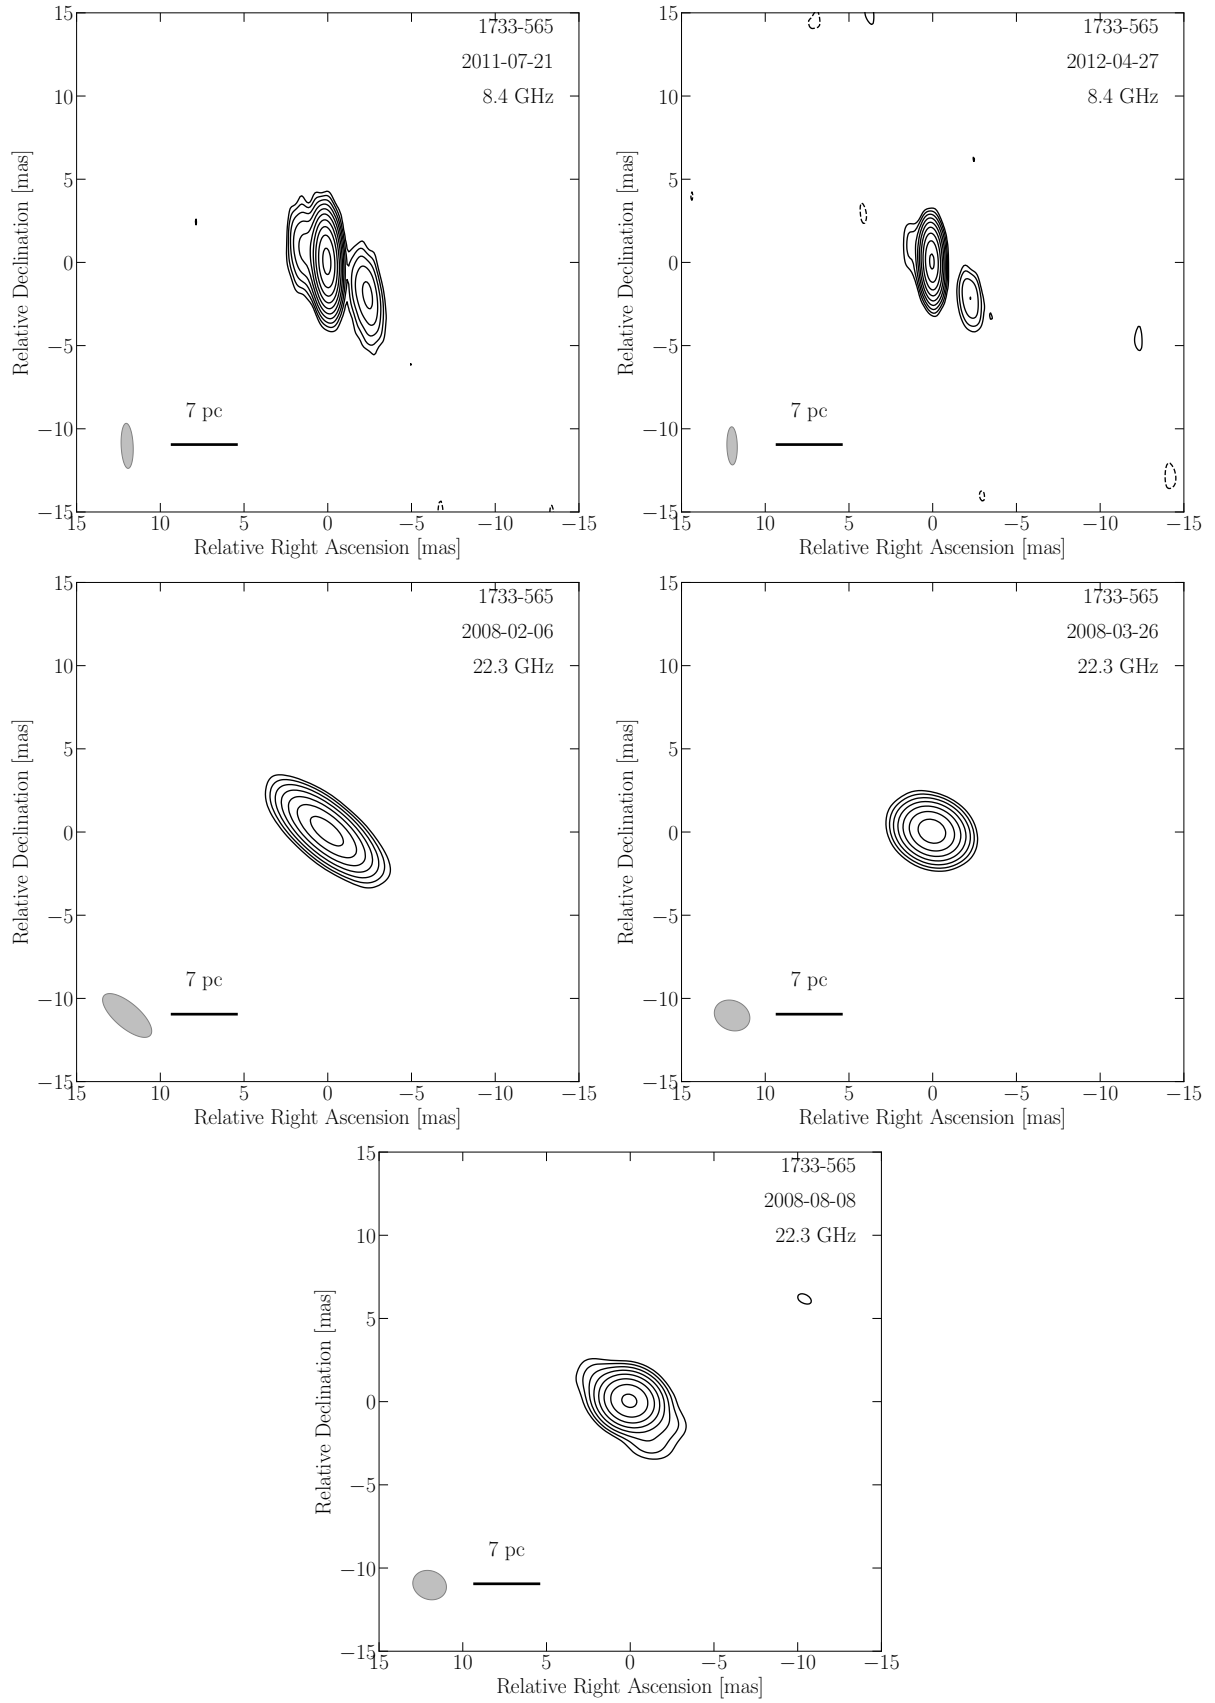 1733-565
2011-07-21
8.4 GHz
15
10
5
0
−5
−10
−15
Relative Declination [mas]
7 pc
15 10 5 0 −5 −10 −15
Relative Right Ascension [mas]
1733-565
2012-04-27
8.4 GHz
15
10
5
0
−5
−10
−15
Relative Declination [mas]
7 pc
15 10 5 0 −5 −10 −15
Relative Right Ascension [mas]
1733-565
2008-02-06
22.3 GHz
15
10
5
0
−5
−10
−15
Relative Declination [mas]
7 pc
15 10 5 0 −5 −10 −15
Relative Right Ascension [mas]
1733-565
2008-03-26
22.3 GHz
15
10
5
0
−5
−10
−15
Relative Declination [mas]
7 pc
15 10 5 0 −5 −10 −15
Relative Right Ascension [mas]
1733-565
2008-08-08
22.3 GHz
15
10
5
0
−5
−10
−15
Relative Declination [mas]
7 pc
15 10 5 0 −5 −10 −15
Relative Right Ascension [mas]